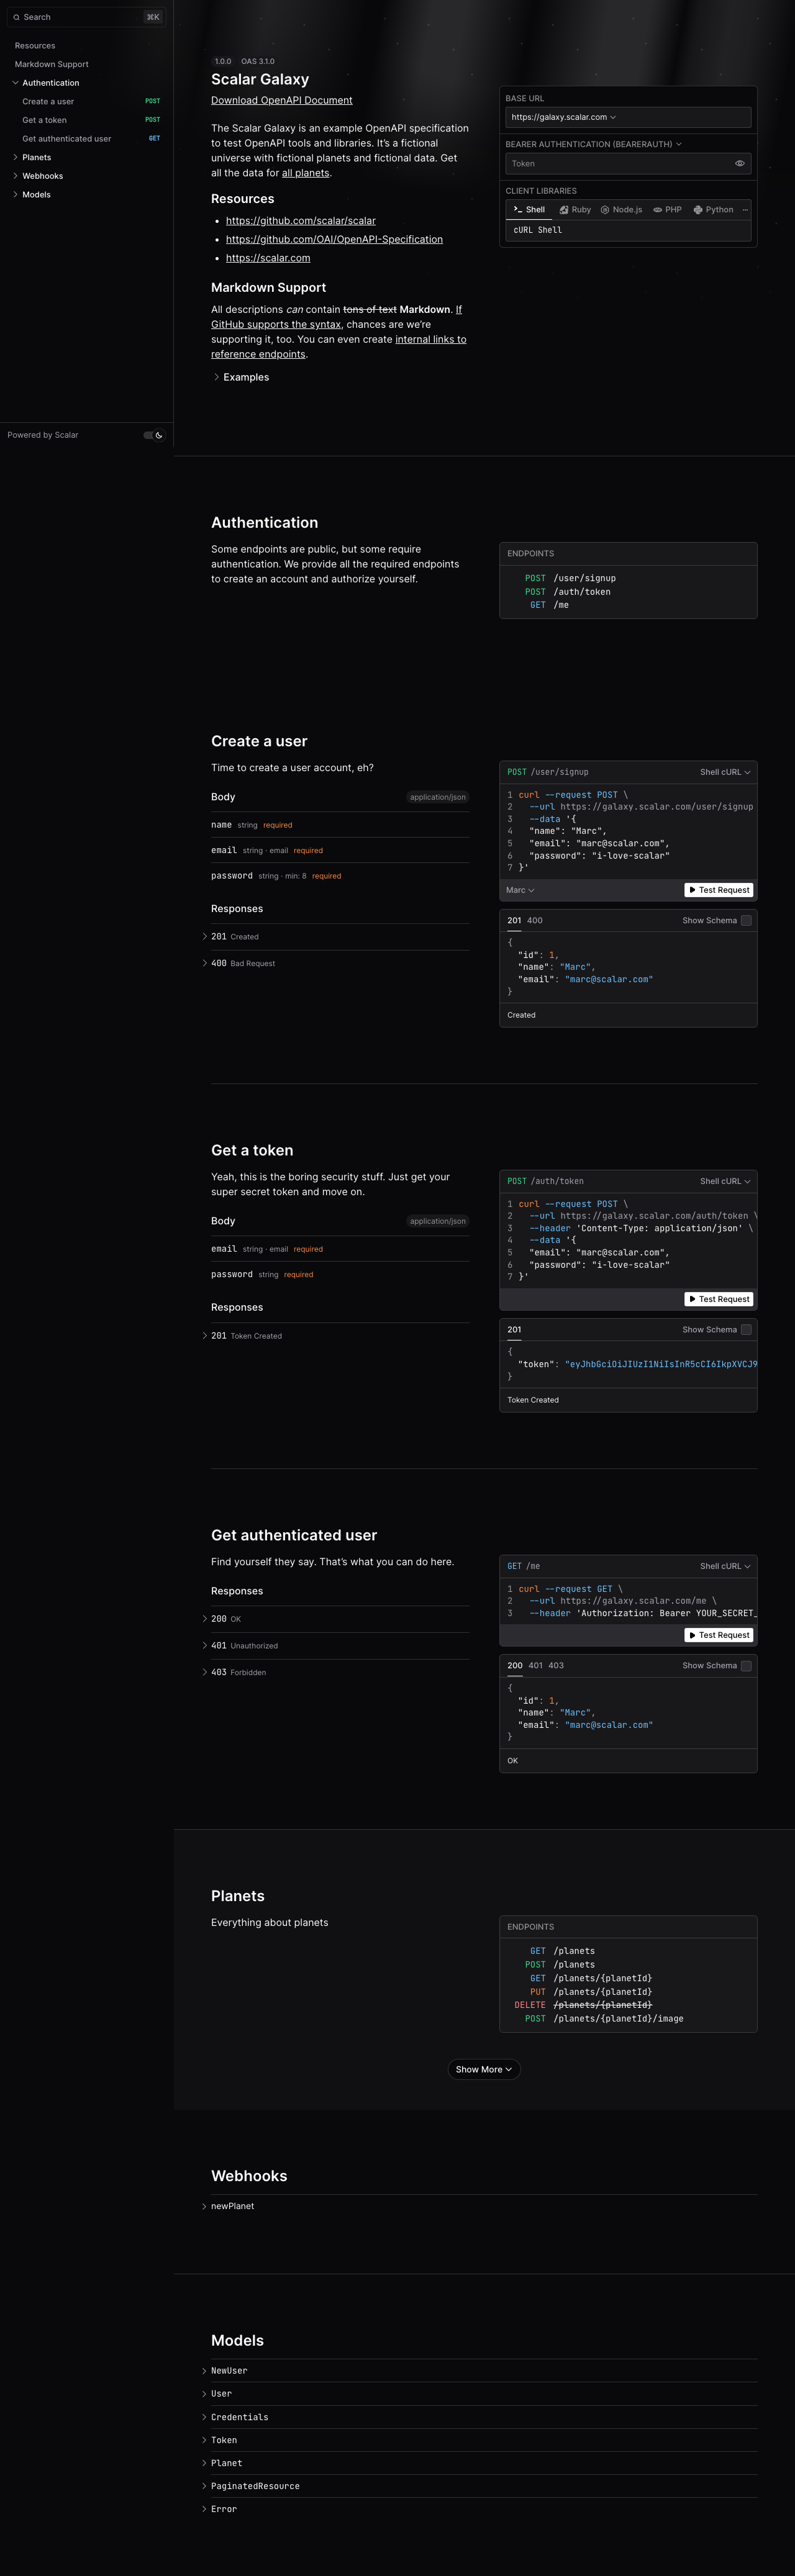 Search
⌘K
Resources
Markdown Support
Authentication
Create a user POST
Get a token POST
Get authenticated user GET
Planets
Webhooks
Models
Powered by Scalar
1.0.0 OAS 3.1.0
Scalar Galaxy
Download OpenAPI Document
The Scalar Galaxy is an example OpenAPI specification
to test OpenAPI tools and libraries. It's a fictional
universe with fictional planets and fictional data. Get
all the data for all planets.
Resources
https://github.com/scalar/scalar
https://github.com/OAI/OpenAPI-Specification
https://scalar.com
Markdown Support
All descriptions can contain tons of text Markdown. If
GitHub supports the syntax, chances are we're
supporting it, too. You can even create internal links to
reference endpoints.
Examples
BASE URL
https://galaxy.scalar.com
BEARER AUTHENTICATION (BEARERAUTH)
Token
CLIENT LIBRARIES
Shell Ruby Node.js PHP Python
cURL Shell
Authentication
Some endpoints are public, but some require
authentication. We provide all the required endpoints
to create an account and authorize yourself.
ENDPOINTS
POST /user/signup
POST /auth/token
GET /me
Create a user
Time to create a user account, eh?
Body application/json
name string required
email string · email required
password string · min: 8 required
Responses
201 Created
400 Bad Request
POST /user/signup Shell cURL
1 curl --request POST \
2 --url https://galaxy.scalar.com/user/signup
3 --data '{
4 "name": "Marc",
5 "email": "marc@scalar.com",
6 "password": "i-love-scalar"
7 }'
Marc Test Request
201 400 Show Schema
{
"id": 1,
"name": "Marc",
"email": "marc@scalar.com"
}
Created
Get a token
Yeah, this is the boring security stuff. Just get your
super secret token and move on.
Body application/json
email string · email required
password string required
Responses
201 Token Created
POST /auth/token Shell cURL
1 curl --request POST \
2 --url https://galaxy.scalar.com/auth/token \
3 --header 'Content-Type: application/json' \
4 --data '{
5 "email": "marc@scalar.com",
6 "password": "i-love-scalar"
7 }'
Test Request
201 Show Schema
{
"token": "eyJhbGciOiJIUzI1NiIsInR5cCI6IkpXVCJ9
}
Token Created
Get authenticated user
Find yourself they say. That's what you can do here.
Responses
200 OK
401 Unauthorized
403 Forbidden
GET /me Shell cURL
1 curl --request GET \
2 --url https://galaxy.scalar.com/me \
3 --header 'Authorization: Bearer YOUR_SECRET_
Test Request
200 401 403 Show Schema
{
"id": 1,
"name": "Marc",
"email": "marc@scalar.com"
}
OK
Planets
Everything about planets
ENDPOINTS
GET /planets
POST /planets
GET /planets/{planetId}
PUT /planets/{planetId}
DELETE /planets/{planetId}
POST /planets/{planetId}/image
Show More
Webhooks
newPlanet
Models
NewUser
User
Credentials
Token
Planet
PaginatedResource
Error